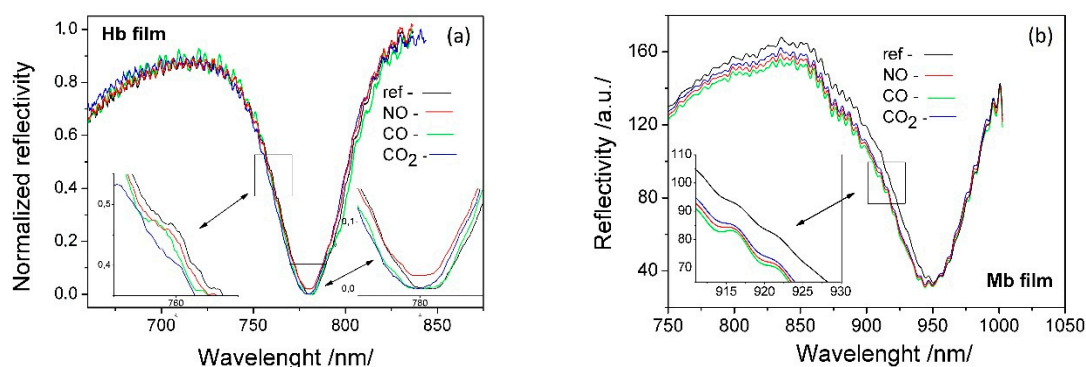 Hb film
(a)
ref -
NO -
CO -
CO2 -
Normalized reflectivity
1.0
0.8
0.6
0.4
0.2
0.0
0,5
0,4
760
0,1
0,0
780
700
750
800
850
Wavelenght /nm/
(b)
ref -
NO -
CO -
CO2 -
Reflectivity /a.u./
160
120
80
40
110
100
90
80
70
915
920
925
930
Mb film
750
800
850
900
950
1000
1050
Wavelenght /nm/